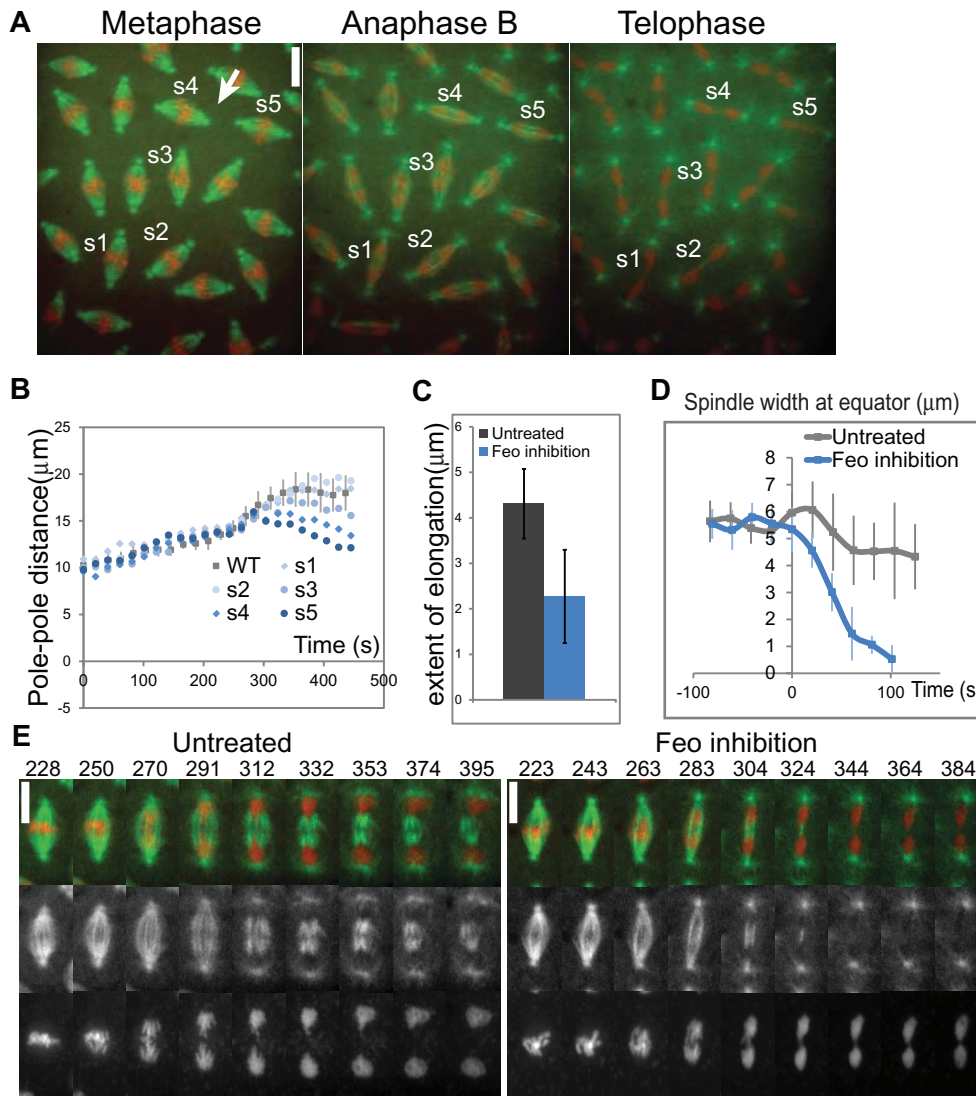 A
Metaphase
Anaphase B
Telophase
s4
s5
s3
s2
s1
s4
s5
s3
s1
s2
s4
s5
s3
s1
s2
B
Pole-pole distance(μm)
25
20
15
10
5
0
-5
0
100
200
300
400
500
WT
s1
s2
s3
s4
s5
Time (s)
C
extent of elongation(μm)
6
5
4
3
2
1
0
Untreated
Feo inhibition
D
Spindle width at equator (μm)
Untreated
Feo inhibition
8
7
6
5
4
3
2
1
0
-100
0
100
Time (s
E
Untreated
228 250 270 291 312 332 353 374 395
Feo inhibition
223 243 263 283 304 324 344 364 384